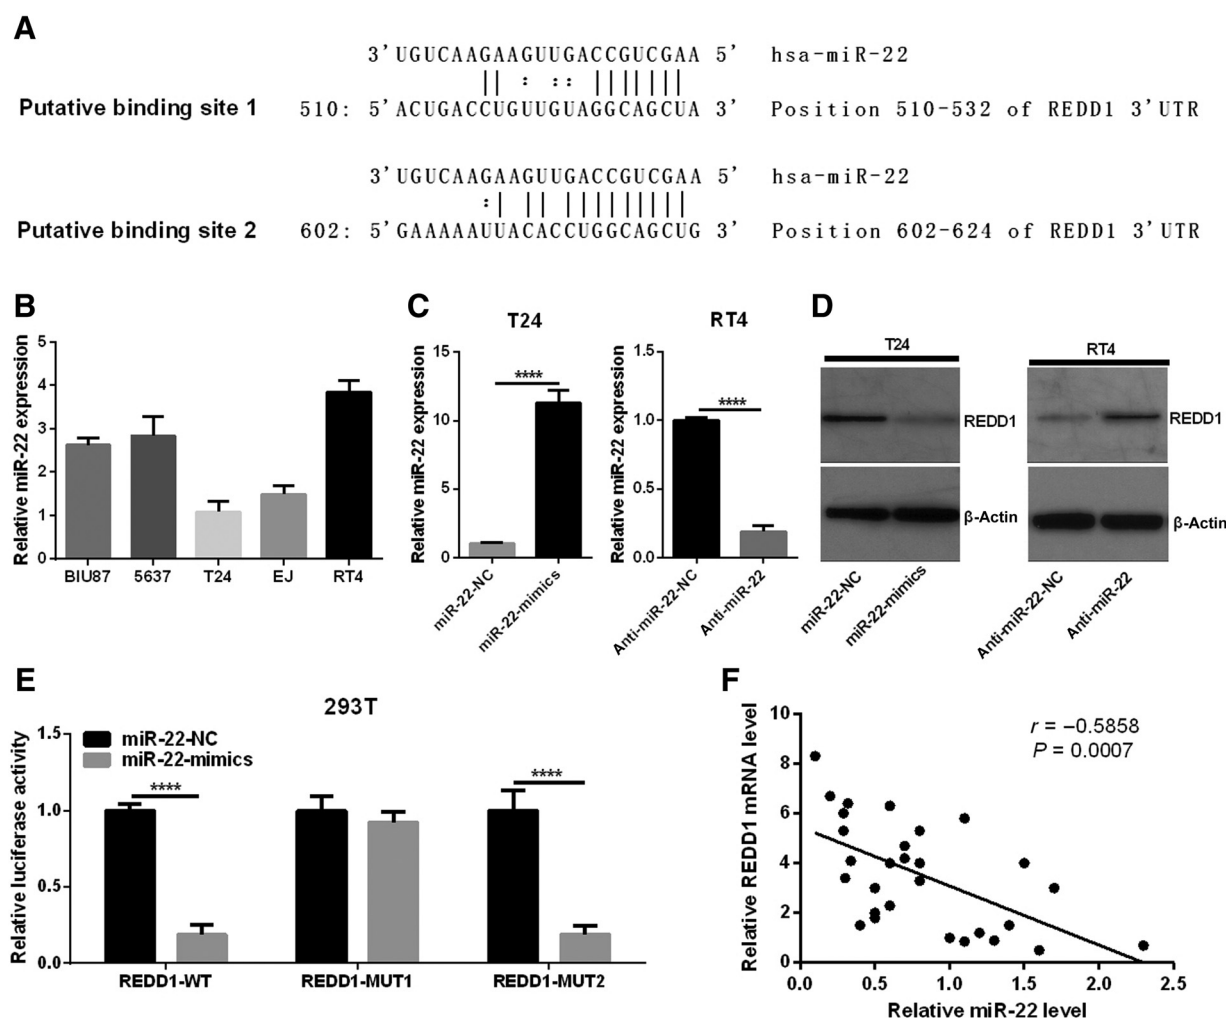 A
3' UGUCAAGAAGUUGACCGUCGAA 5' hsa-miR-22
Putative binding site 1 510: 5' ACUGACCUGUUGUAGGCAGCUA 3' Position 510-532 of REDD1 3' UTR
3' UGUCAAGAAGUUGACCGUCGAA 5' hsa-miR-22
Putative binding site 2 602: 5' GAAAAAUUACACCUGGCAGCUG 3' Position 602-624 of REDD1 3' UTR
B
Relative miR-22 expression
5
4
3
2
1
0
BIU87 5637 T24 EJ RT4
C
T24
Relative miR-22 expression
15
10
5
0
****
miR-22-NC
miR-22-mimics
RT4
Relative miR-22 expression
1.5
1.0
0.5
0.0
****
Anti-miR-22-NC
Anti-miR-22
D
T24
REDD1
β-Actin
miR-22-NC
miR-22-mimics
RT4
REDD1
β-Actin
Anti-miR-22-NC
Anti-miR-22
E
293T
Relative luciferase activity
1.5
1.0
0.5
0.0
miR-22-NC
miR-22-mimics
****
****
REDD1-WT REDD1-MUT1 REDD1-MUT2
F
Relative REDD1 mRNA level
10
8
6
4
2
0
r = –0.5858
P = 0.0007
0.0 0.5 1.0 1.5 2.0 2.5
Relative miR-22 level